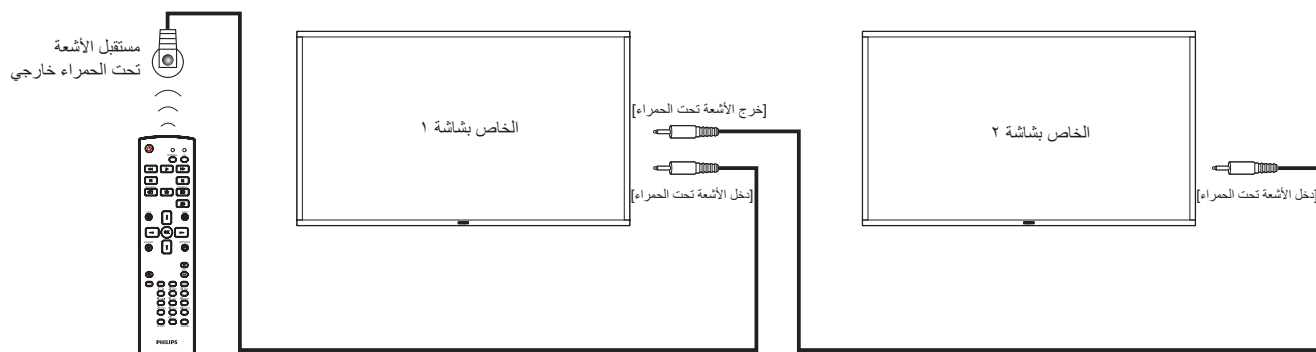 مستقبل الأشعة
تحت الحمراء خارجي
الخاص بشاشة ١
[خرج الأشعة تحت الحمراء]
[دخل الأشعة تحت الحمراء]
الخاص بشاشة ٢
[دخل الأشعة تحت الحمراء]
PHILIPS